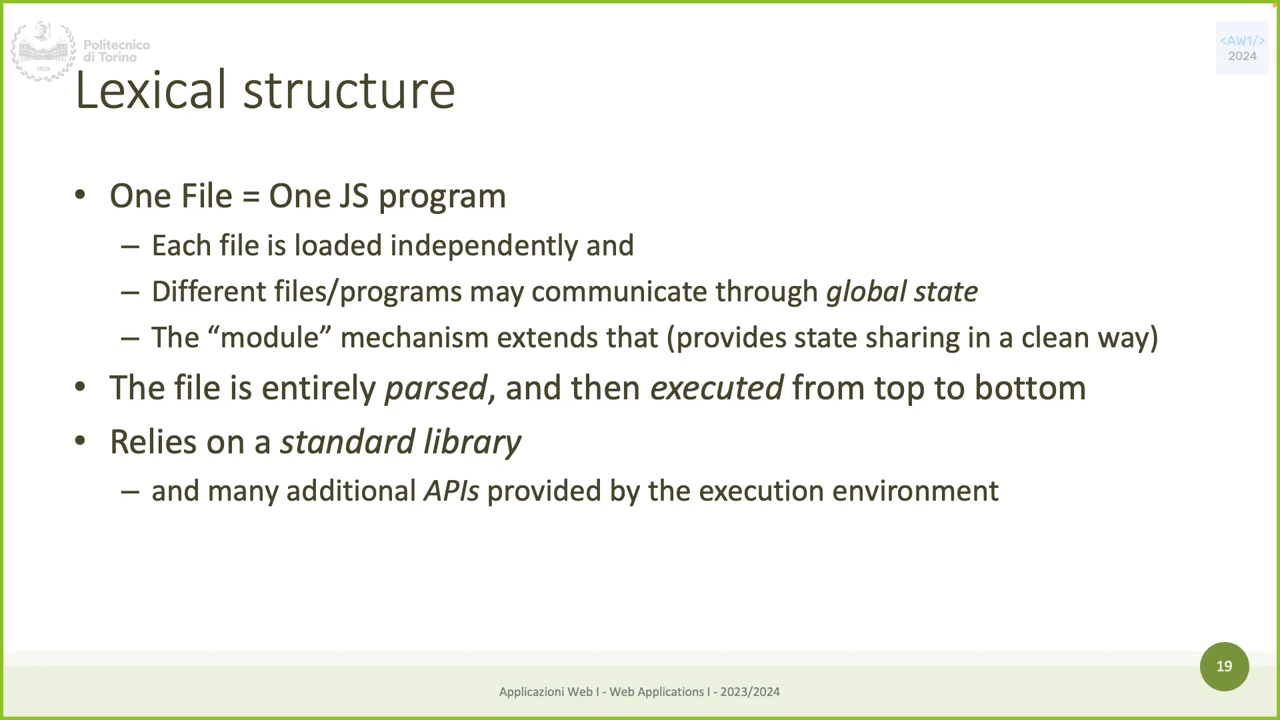 Politecnico
di Torino
1859
<AW1/>
2024
Lexical structure
• One File = One JS program
– Each file is loaded independently and
– Different files/programs may communicate through global state
– The “module” mechanism extends that (provides state sharing in a clean way)
• The file is entirely parsed, and then executed from top to bottom
• Relies on a standard library
– and many additional APIs provided by the execution environment
19
Applicazioni Web I - Web Applications I - 2023/2024